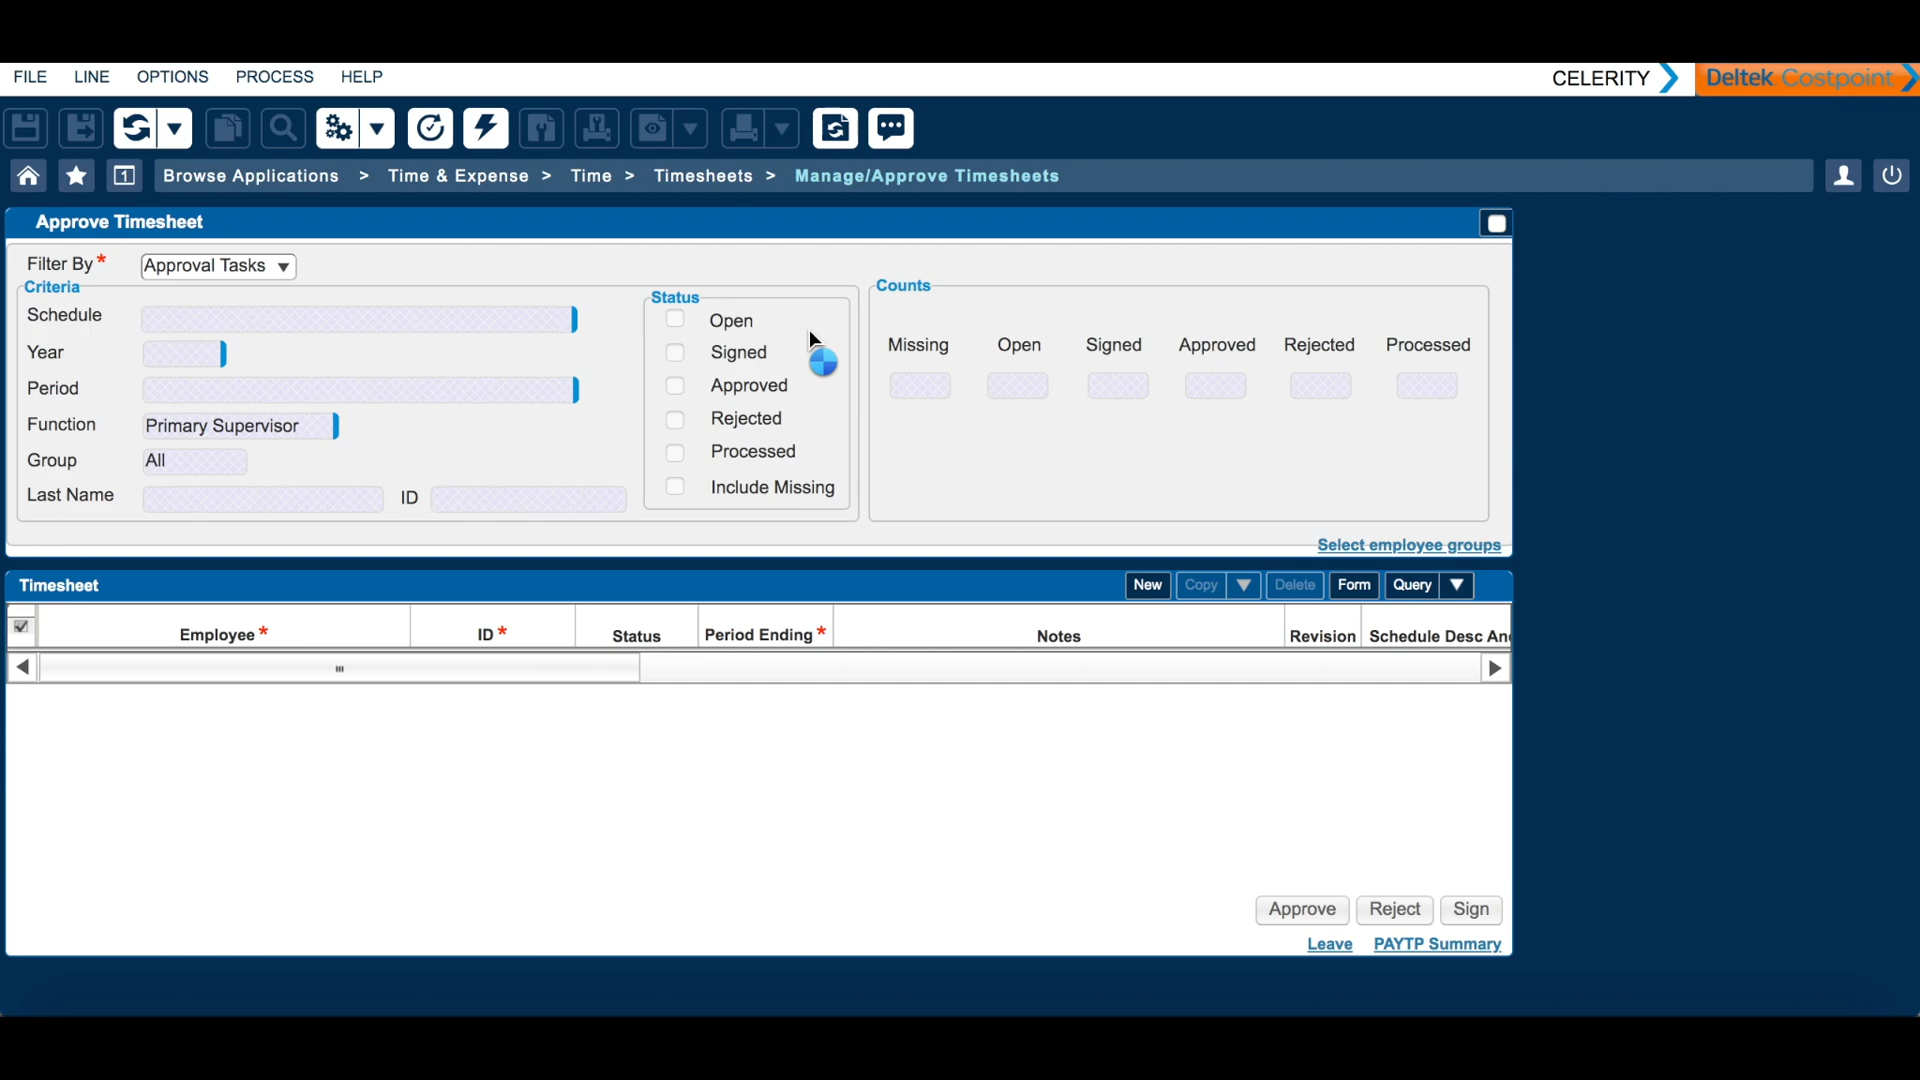 FILE LINE OPTIONS PROCESS HELP CELERITY Deltek Costpoint
1 Browse Applications > Time & Expense > Time > Timesheets > Manage/Approve Timesheets
Approve Timesheet
Filter By* Approval Tasks
Criteria
Schedule
Year
Period
Function Primary Supervisor
Group All
Last Name ID
Status
Open
Signed
Approved
Rejected
Processed
Include Missing
Counts
Missing Open Signed Approved Rejected Processed
Select employee groups
Timesheet New Copy Delete Form Query
Employee* ID* Status Period Ending* Notes Revision Schedule Desc An
Approve Reject Sign
Leave PAYTP Summary